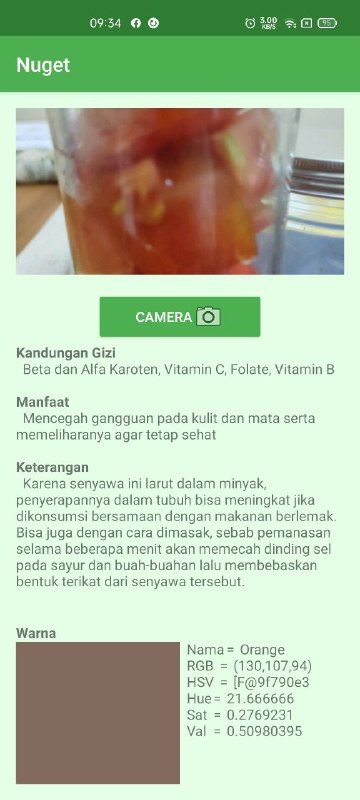 09:34
3.00
KB/S
95
Nuget
CAMERA
Kandungan Gizi
Beta dan Alfa Karoten, Vitamin C, Folate, Vitamin B
Manfaat
Mencegah gangguan pada kulit dan mata serta
memeliharanya agar tetap sehat
Keterangan
Karena senyawa ini larut dalam minyak,
penyerapannya dalam tubuh bisa meningkat jika
dikonsumsi bersamaan dengan makanan berlemak.
Bisa juga dengan cara dimasak, sebab pemanasan
selama beberapa menit akan memecah dinding sel
pada sayur dan buah-buahan lalu membebaskan
bentuk terikat dari senyawa tersebut.
Warna
Nama = Orange
RGB = (130,107,94)
HSV = [F@9f790e3
Hue = 21.666666
Sat = 0.2769231
Val = 0.50980395